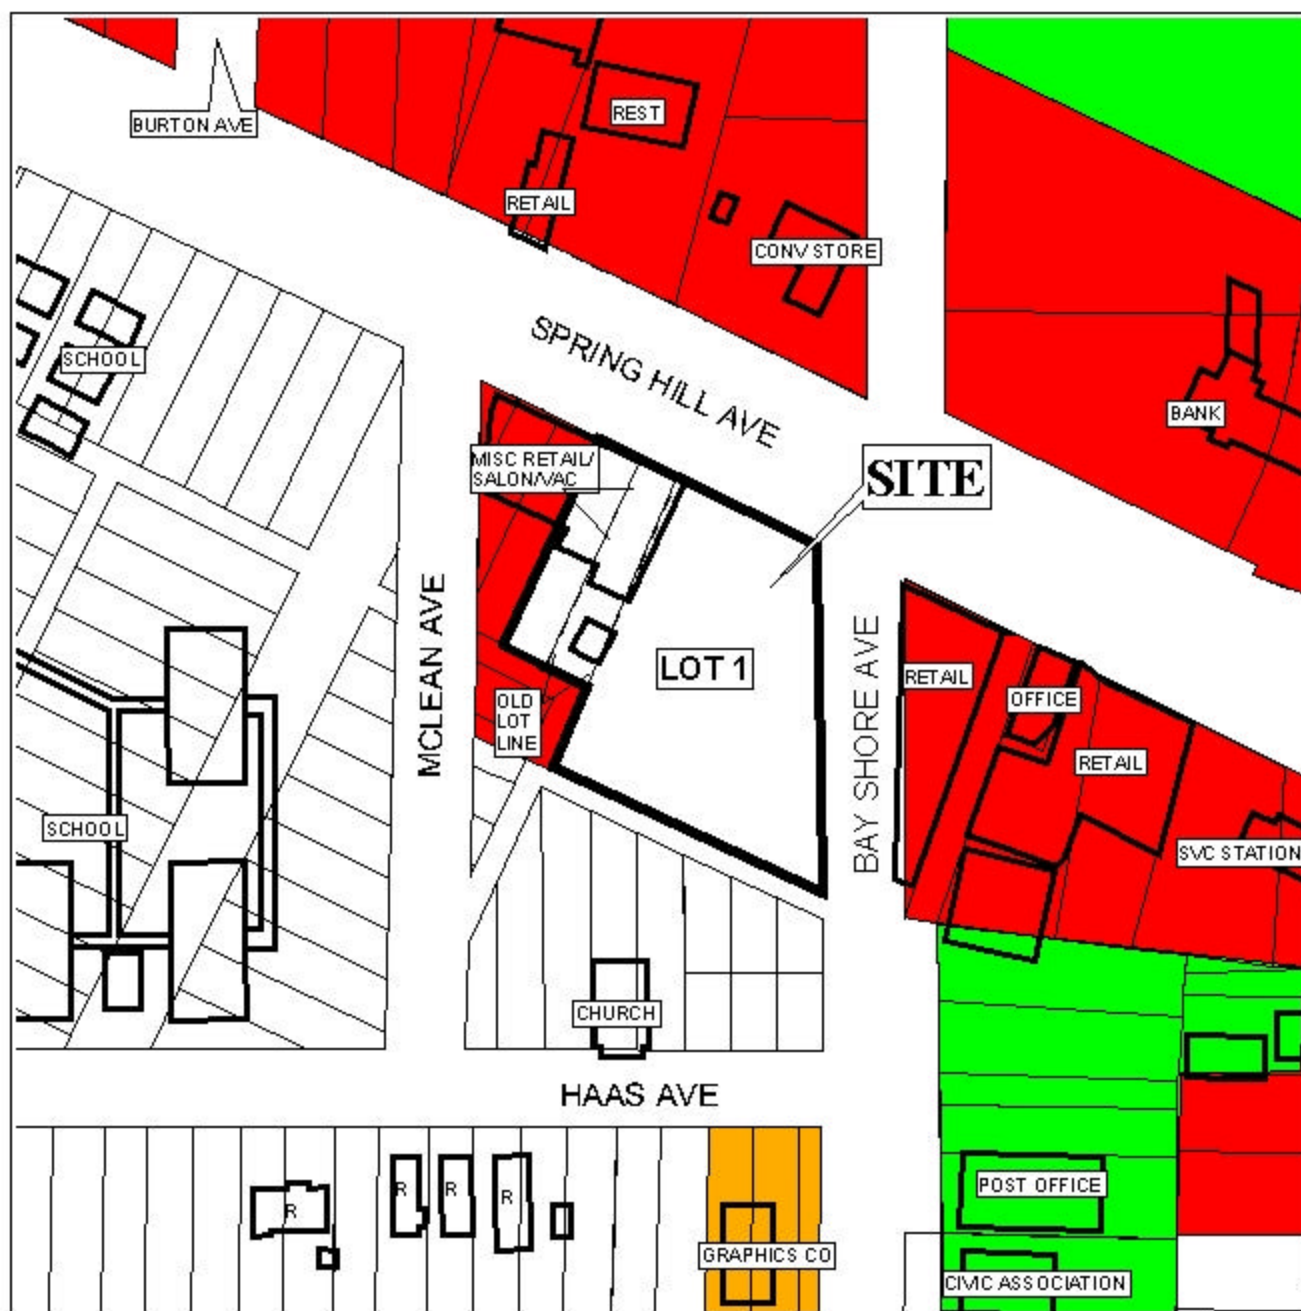 BURTON AVE
REST
RETAIL
CONV STORE
SCHOOL
SPRING HILL AVE
BANK
MISC RETAIL/
SALON/VAC
SITE
MCLEAN AVE
LOT 1
BAY SHORE AVE
RETAIL
OFFICE
OLD
LOT
LINE
RETAIL
SCHOOL
SVC STATION
CHURCH
HAAS AVE
R
R
R
R
POST OFFICE
GRAPHICS CO
CIVIC ASSOCIATION